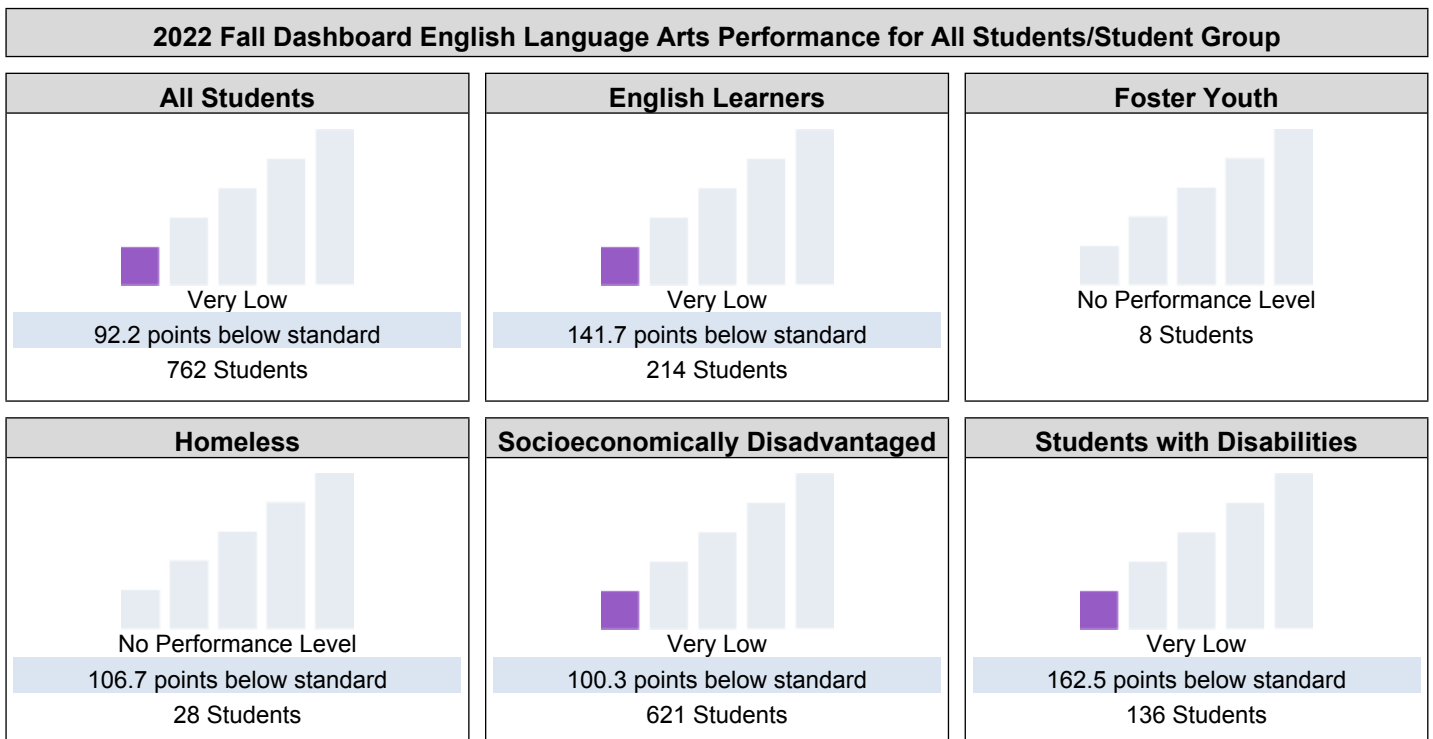 2022 Fall Dashboard English Language Arts Performance for All Students/Student Group
All Students
Very Low
92.2 points below standard
762 Students
English Learners
Very Low
141.7 points below standard
214 Students
Foster Youth
No Performance Level
8 Students
Homeless
No Performance Level
106.7 points below standard
28 Students
Socioeconomically Disadvantaged
Very Low
100.3 points below standard
621 Students
Students with Disabilities
Very Low
162.5 points below standard
136 Students